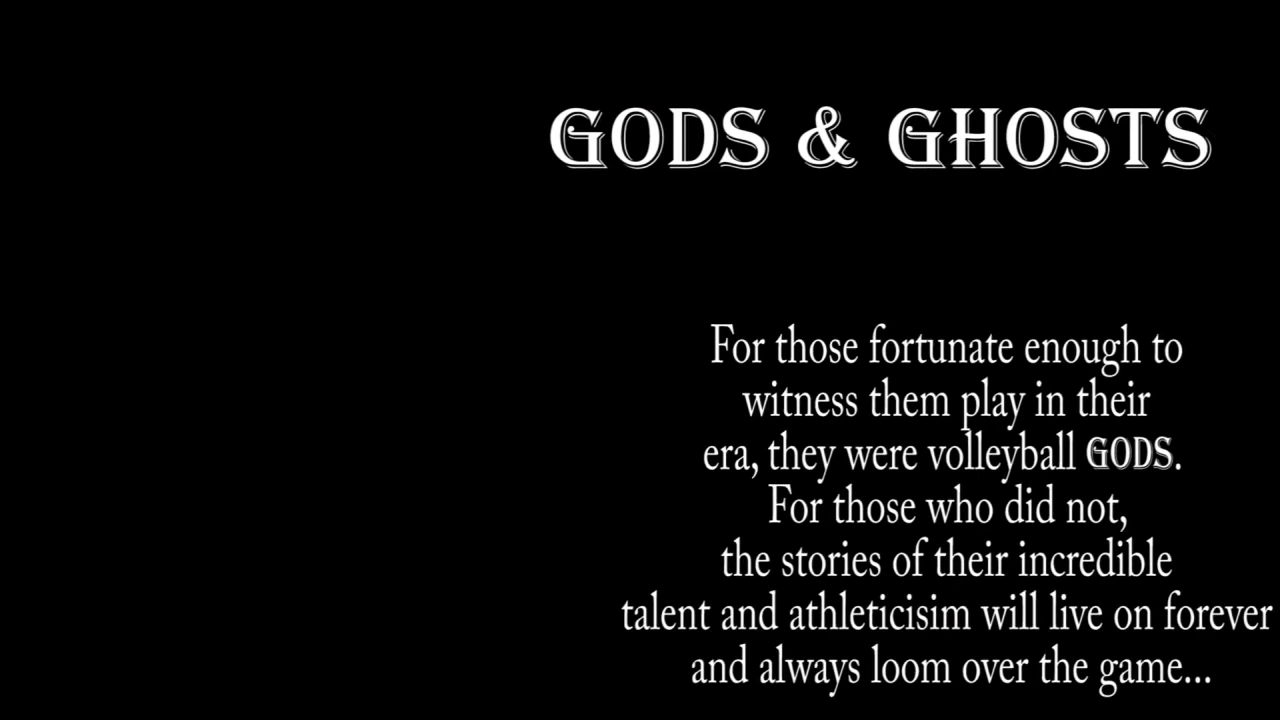 GODS & GHOSTS
For those fortunate enough to
witness them play in their
era, they were volleyball GODS.
For those who did not,
the stories of their incredible
talent and athleticisim will live on forever
and always loom over the game...